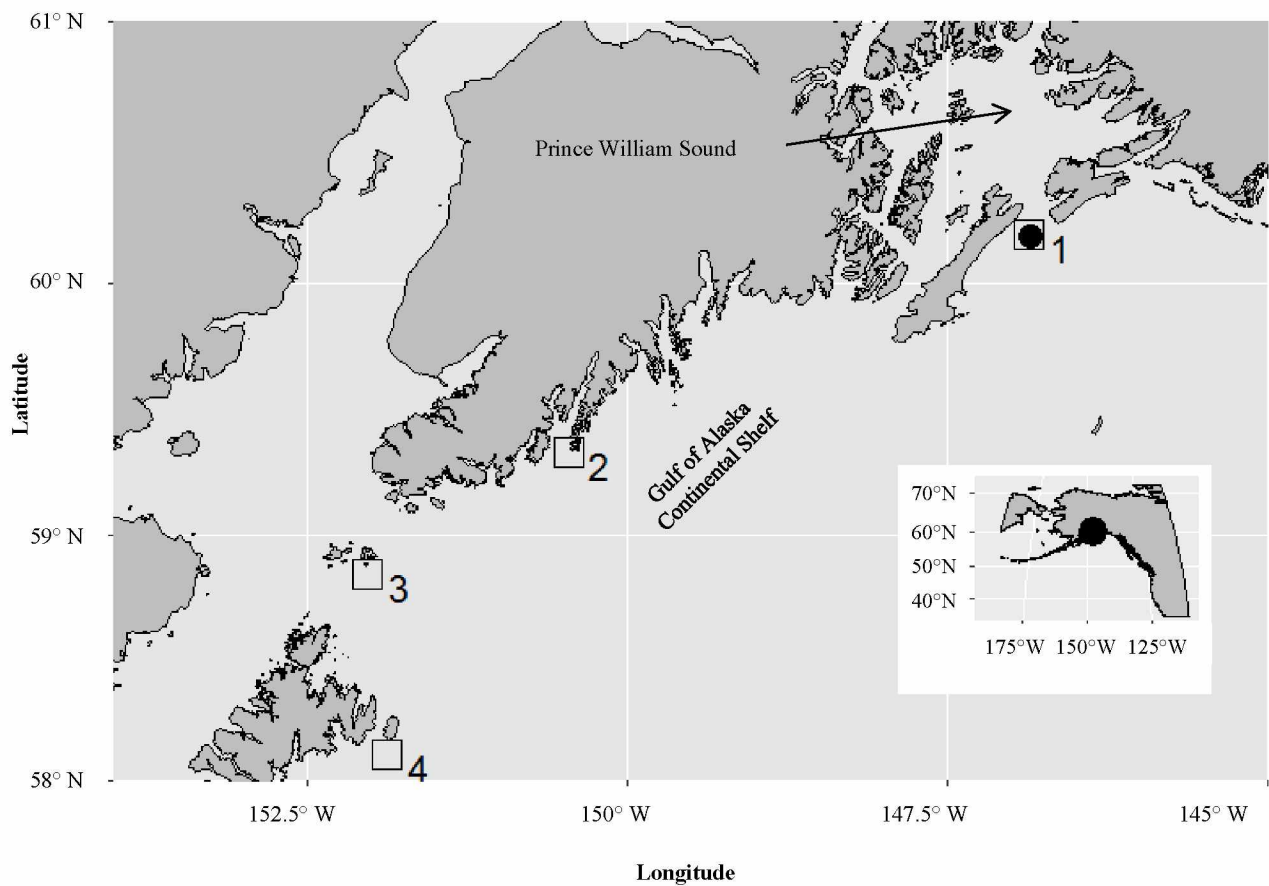 61° N
Prince William Sound
1
60° N
Latitude
Gulf of Alaska
Continental Shelf
2
59° N
3
70°N
60°N
50°N
40°N
175°W 150°W 125°W
4
58° N
152.5° W 150° W 147.5° W 145° W
Longitude